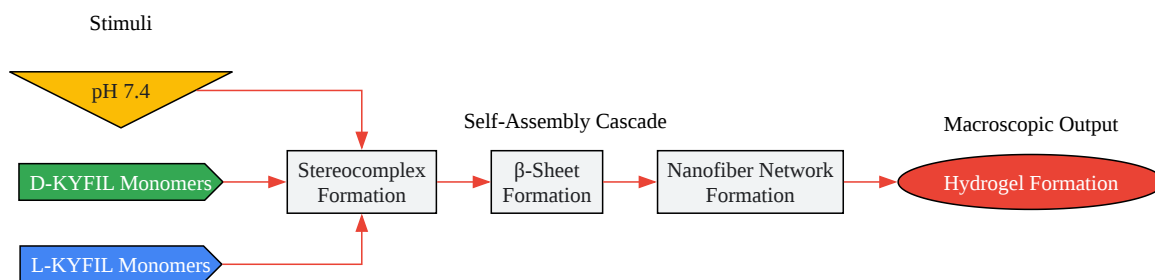 Stimuli
pH 7.4
Self-Assembly Cascade
Macroscopic Output
D-KYFIL Monomers
Stereocomplex
Formation
β-Sheet
Formation
Nanofiber Network
Formation
Hydrogel Formation
L-KYFIL Monomers